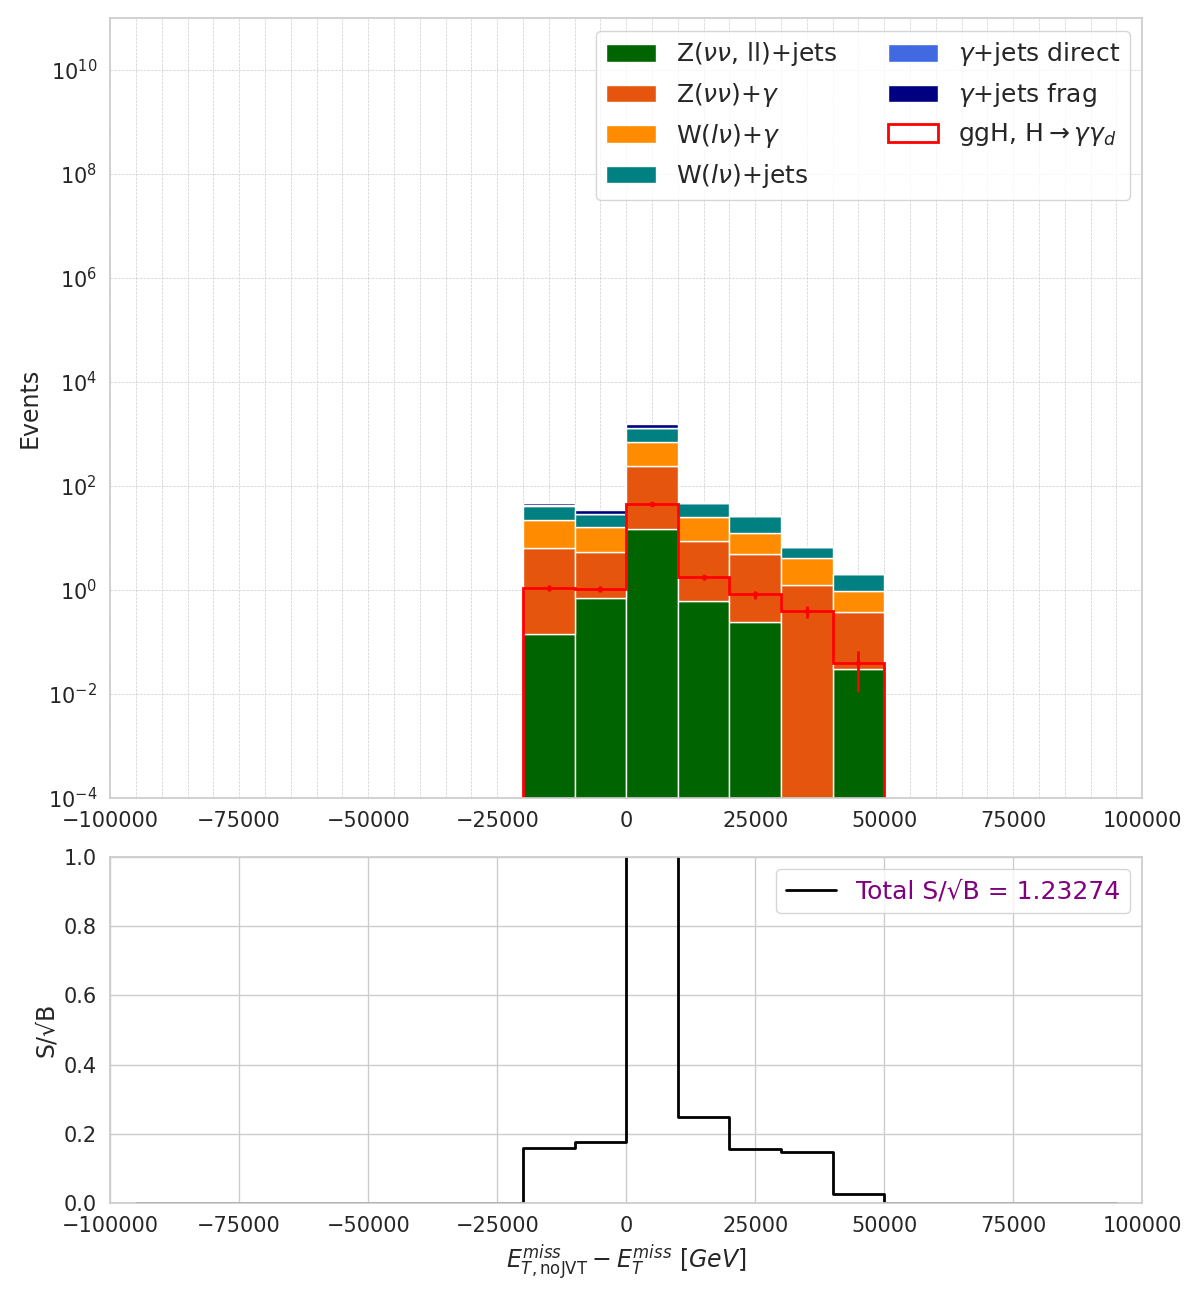 Z(νν, ll)+jets
Z(νν)+γ
W(lν)+γ
W(lν)+jets
γ+jets direct
γ+jets frag
ggH, H→γγ_d
Events
10^10
10^8
10^6
10^4
10^2
10^0
10^−2
10^−4
−100000 −75000 −50000 −25000 0 25000 50000 75000 100000
Total S/√B = 1.23274
S/√B
1.0
0.8
0.6
0.4
0.2
0.0
−100000 −75000 −50000 −25000 0 25000 50000 75000 100000
E_{T,noJVT}^{miss} − E_T^{miss} [GeV]